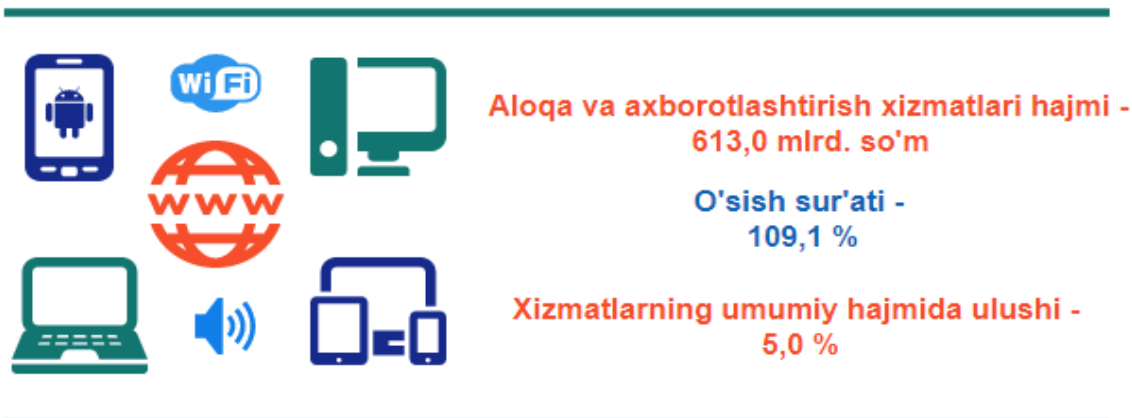 WiFi
www
Aloqa va axborotlashtirish xizmatlari hajmi -
613,0 mlrd. so'm
O'sish sur'ati -
109,1 %
Xizmatlarning umumiy hajmida ulushi -
5,0 %